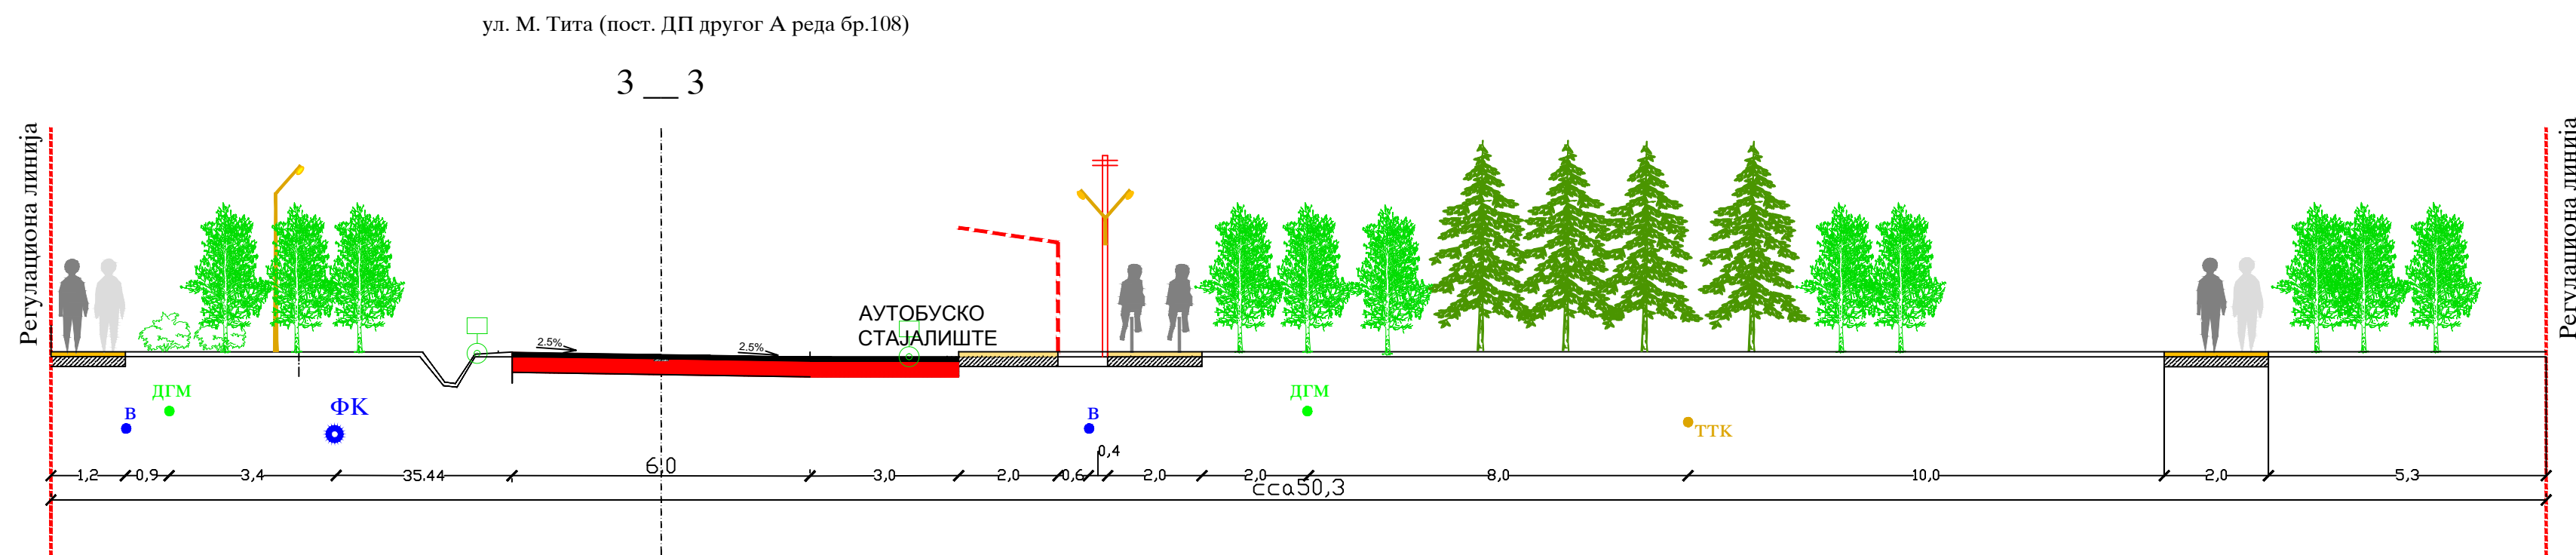 ул. М. Тита (пост. ДП другог А реда бр.108)
3 __ 3
Регулациона линија
Регулациона линија
АУТОБУСКО
СТАЈАЛИШТЕ
2.5%
2.5%
дгм
в
ФК
в
дгм
ттк
0,4
1,2
0,9
3,4
35.44
6.0
3,0
2,0
0,6
2,0
2,0
8,0
10,0
2,0
5,3
cca50,3